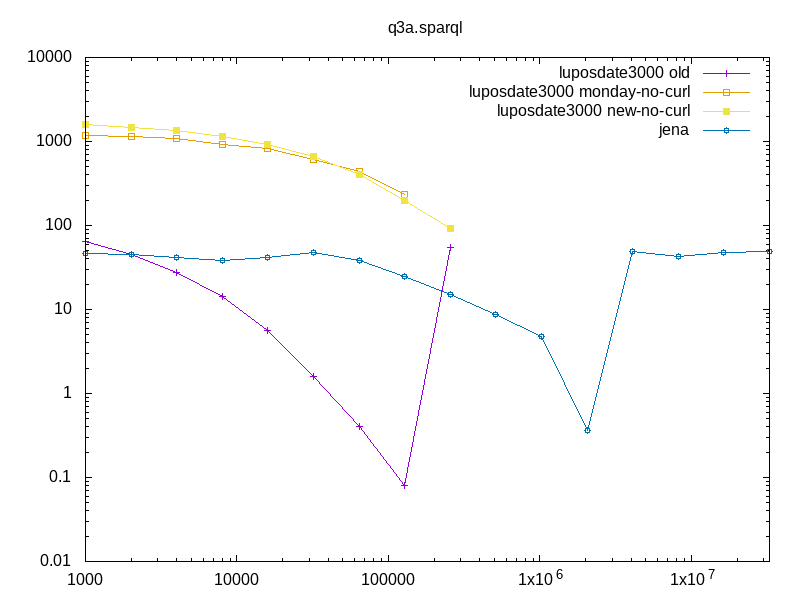 q3a.sparql
10000
1000
100
10
1
0.1
0.01
luposdate3000 old
luposdate3000 monday-no-curl
luposdate3000 new-no-curl
jena
1000 10000 100000 1x10^6 1x10^7